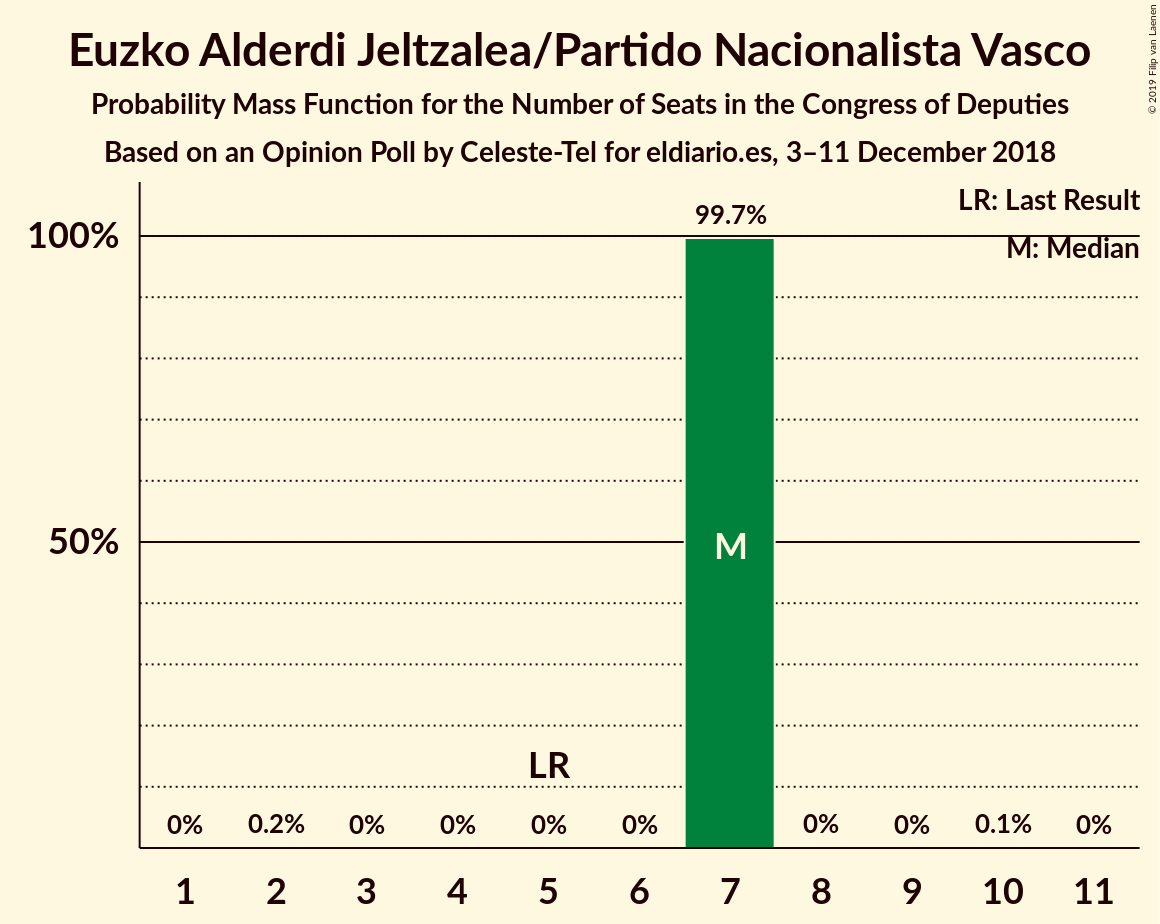 Euzko Alderdi Jeltzalea/Partido Nacionalista Vasco
Probability Mass Function for the Number of Seats in the Congress of Deputies
Based on an Opinion Poll by Celeste-Tel for eldiario.es, 3–11 December 2018
© 2019 Filip van Laenen
LR: Last Result
M: Median
99.7%
100%
50%
M
LR
0% 0.2% 0% 0% 0% 0% 0% 0% 0.1% 0%
1 2 3 4 5 6 7 8 9 10 11